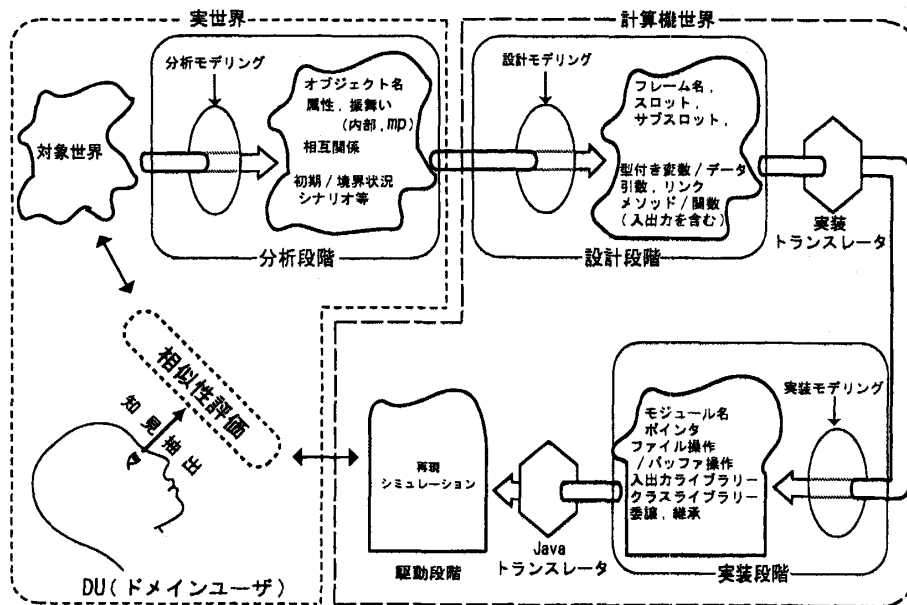 実世界
計算機世界
分析モデリング
対象世界
オブジェクト名
属性, 振舞い
(内部, mp)
相互関係
初期/境界状況
シナリオ等
分析段階
設計モデリング
フレーム名,
スロット,
サブスロット,
型付き変数/データ
引数, リンク
メソッド/関数
(入出力を含む)
設計段階
実装
トランスレータ
相似性評価
知見抽出
DU(ドメインユーザ)
再現
シミュレーション
駆動段階
Java
トランスレータ
実装モデリング
モジュール名
ポインタ
ファイル操作
/バッファ操作
入出力ライブラリー
クラスライブラリー
委譲, 継承
実装段階